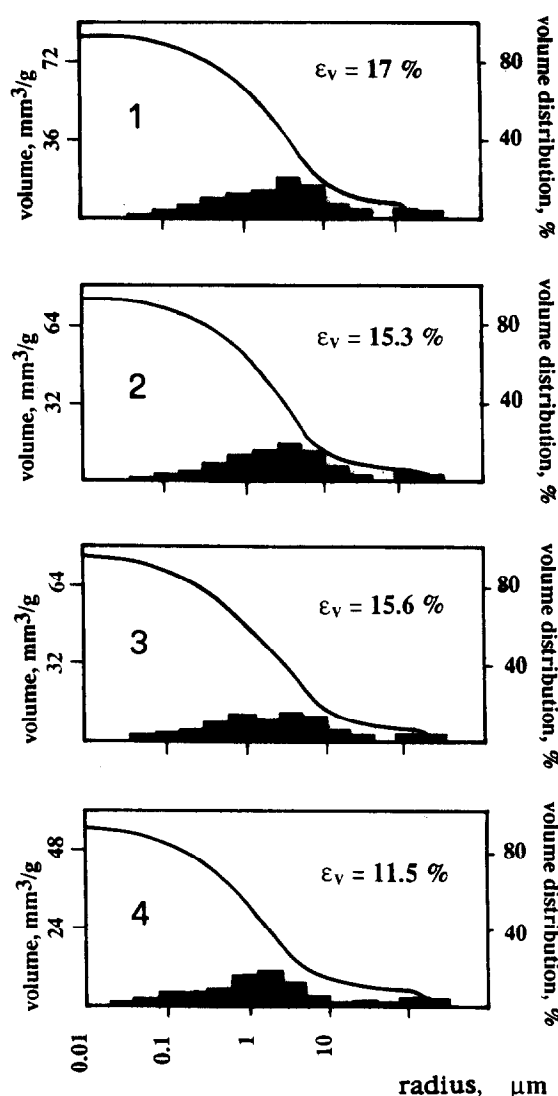 volume, mm³/g
72
36
1
εᵥ = 17 %
80
40
volume distribution, %
volume, mm³/g
64
32
2
εᵥ = 15.3 %
80
40
volume distribution, %
volume, mm³/g
64
32
3
εᵥ = 15.6 %
80
40
volume distribution, %
volume, mm³/g
48
24
4
εᵥ = 11.5 %
80
40
volume distribution, %
0.01
0.1
1
10
radius, μm